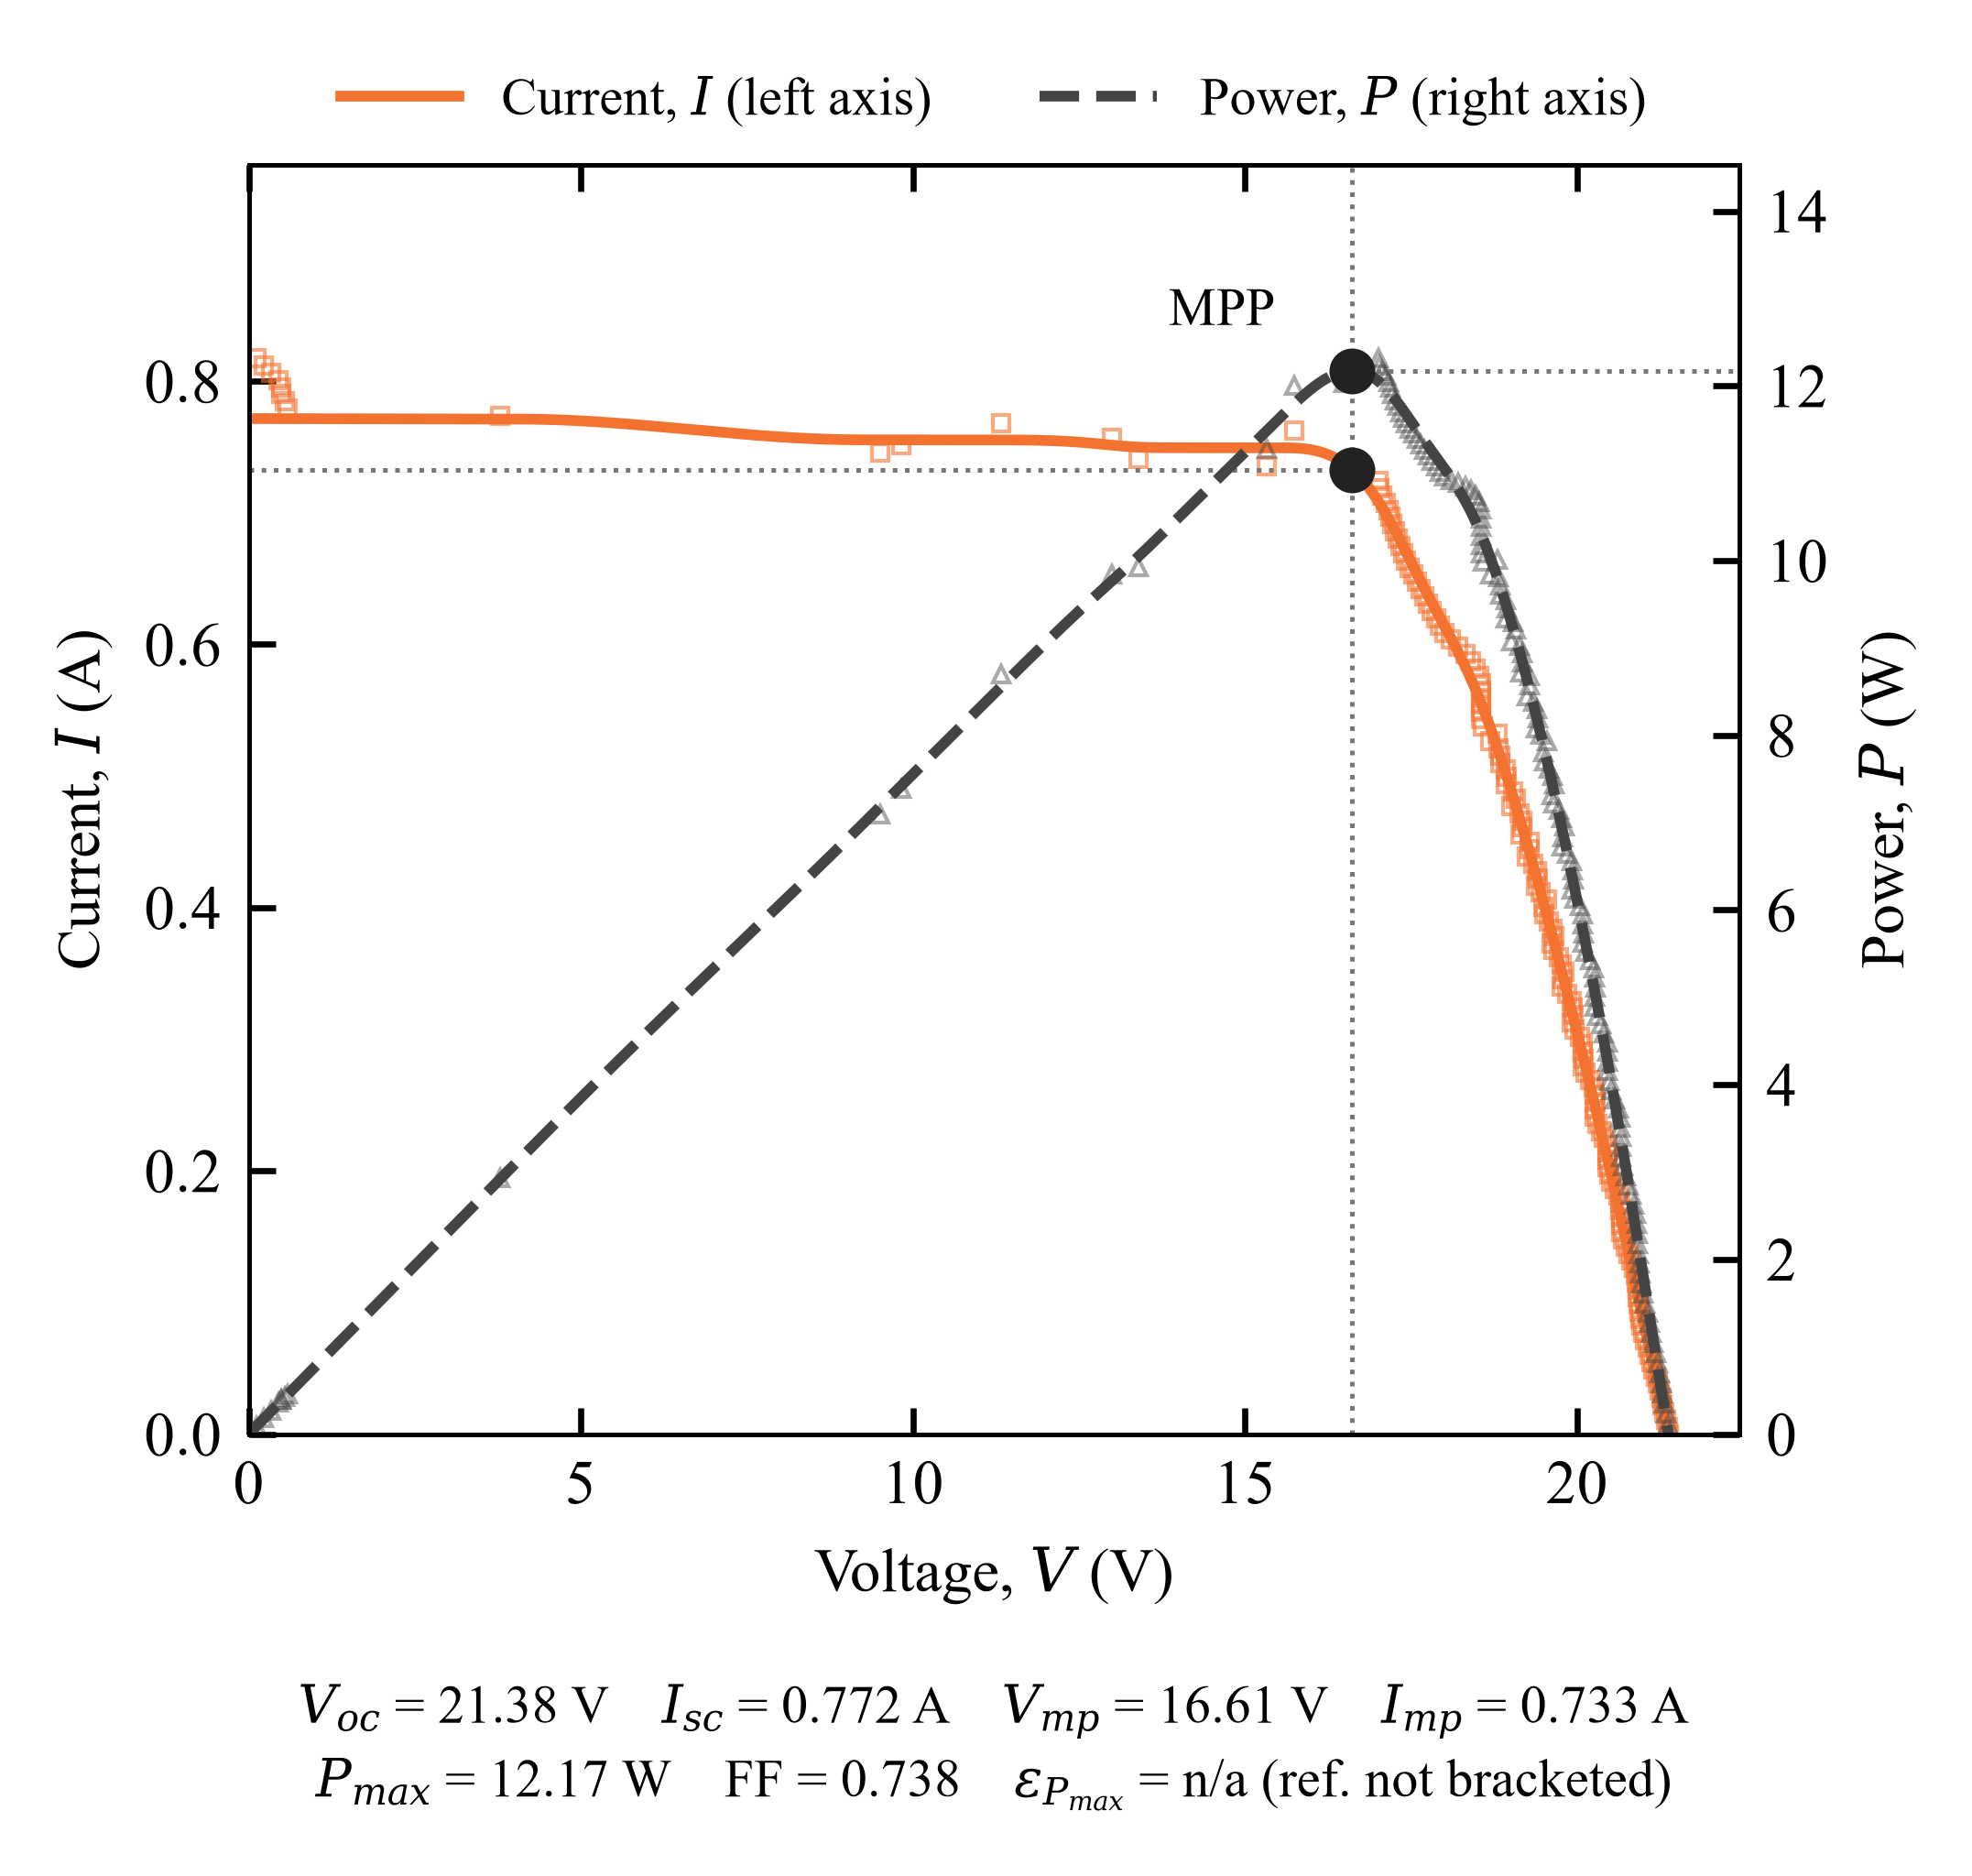 Current, I (left axis) Power, P (right axis)
MPP
Current, I (A)
0.8
0.6
0.4
0.2
0.0
14
12
10
8
6
4
2
0
Power, P (W)
0 5 10 15 20
Voltage, V (V)
V_oc = 21.38 V I_sc = 0.772 A V_mp = 16.61 V I_mp = 0.733 A
P_max = 12.17 W FF = 0.738 ε_P_max = n/a (ref. not bracketed)